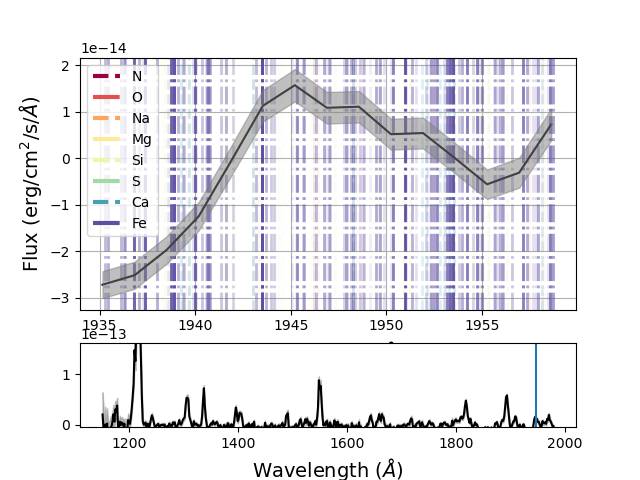 1e−14
2
1
0
−1
−2
−3
Flux (erg/cm²/s/Å)
N
O
Na
Mg
Si
S
Ca
Fe
1935 1940 1945 1950 1955
1e−13
1
0
1200 1400 1600 1800 2000
Wavelength (Å)